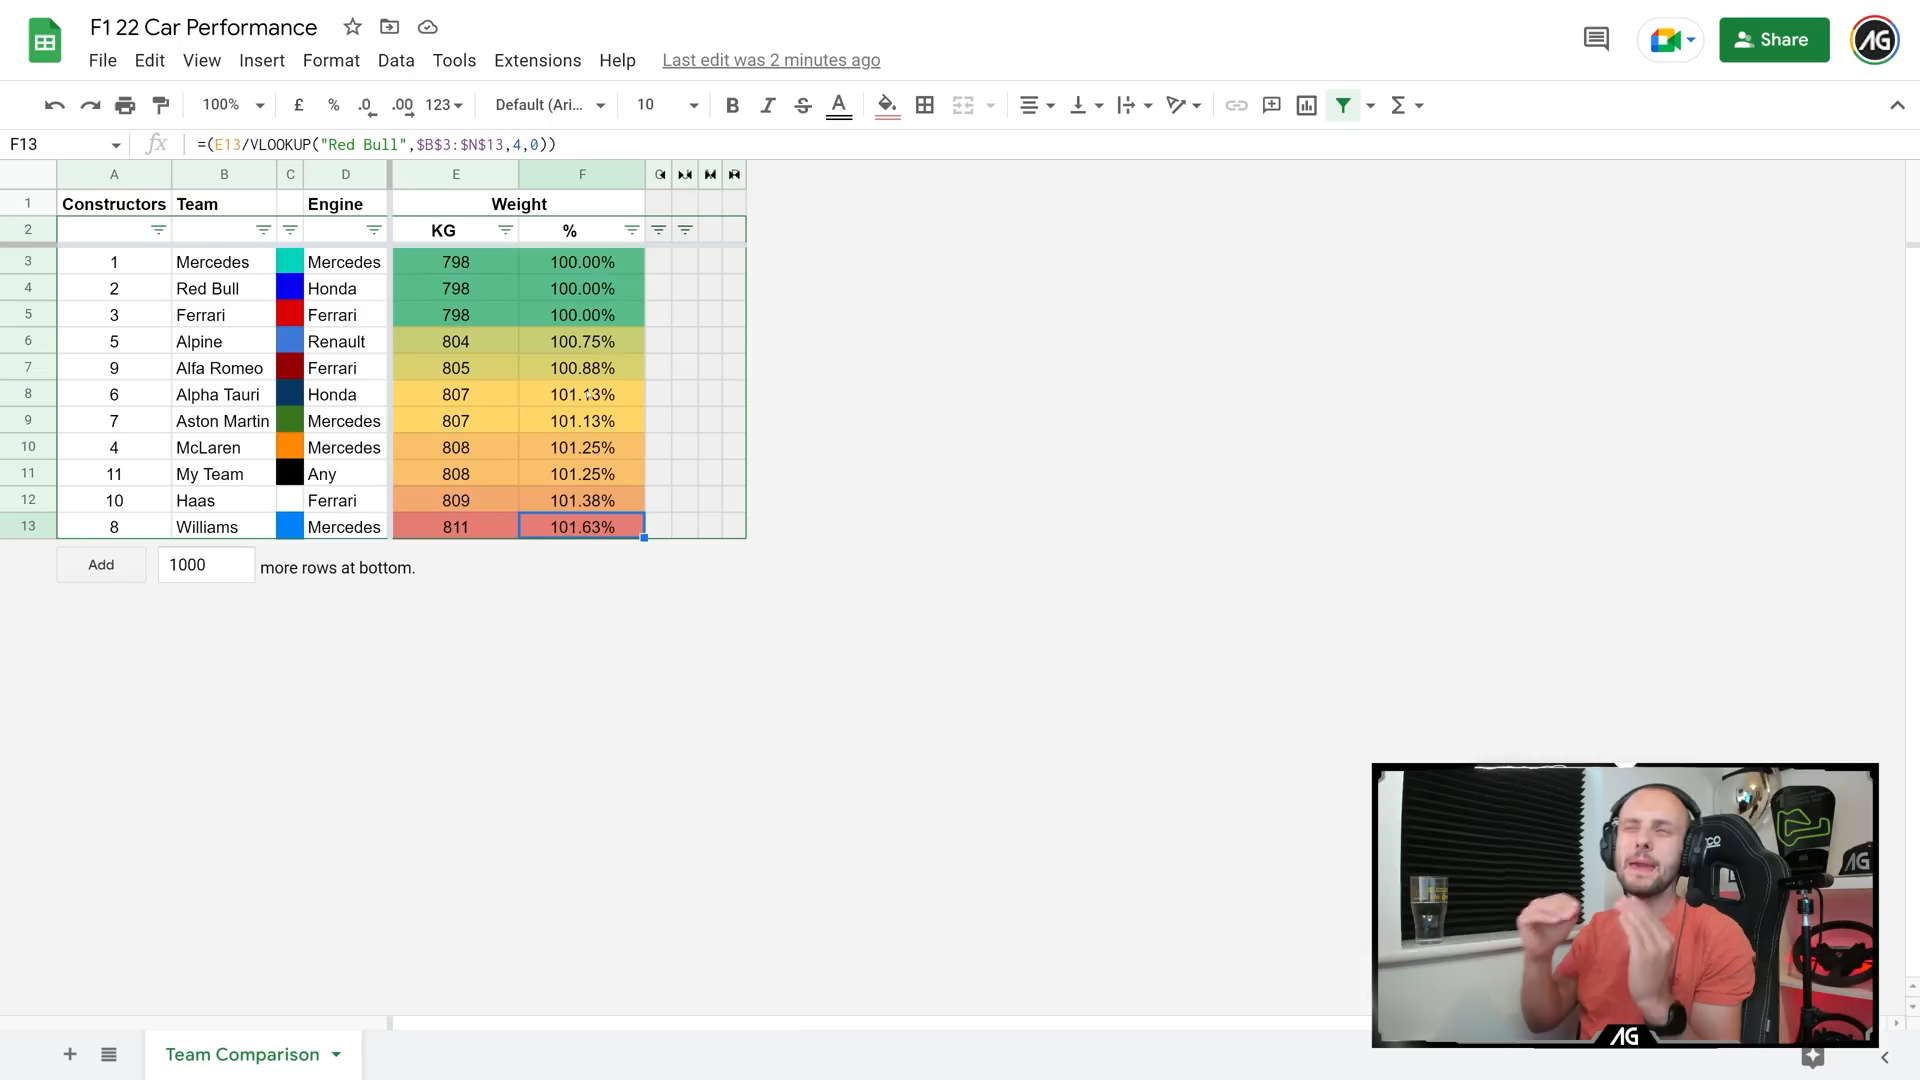 F1 22 Car Performance
File Edit View Insert Format Data Tools Extensions Help Last edit was 2 minutes ago
Share
AG
100% £ % .0 .00 123 Default (Ari... 10 B I S A Σ
F13 fx =(E13/VLOOKUP("Red Bull",$B$3:$N$13,4,0))
A B C D E F
1 Constructors Team Engine Weight
2 KG %
3 1 Mercedes Mercedes 798 100.00%
4 2 Red Bull Honda 798 100.00%
5 3 Ferrari Ferrari 798 100.00%
6 5 Alpine Renault 804 100.75%
7 9 Alfa Romeo Ferrari 805 100.88%
8 6 Alpha Tauri Honda 807 101.13%
9 7 Aston Martin Mercedes 807 101.13%
10 4 McLaren Mercedes 808 101.25%
11 11 My Team Any 808 101.25%
12 10 Haas Ferrari 809 101.38%
13 8 Williams Mercedes 811 101.63%
Add 1000 more rows at bottom.
AG
AG
Team Comparison